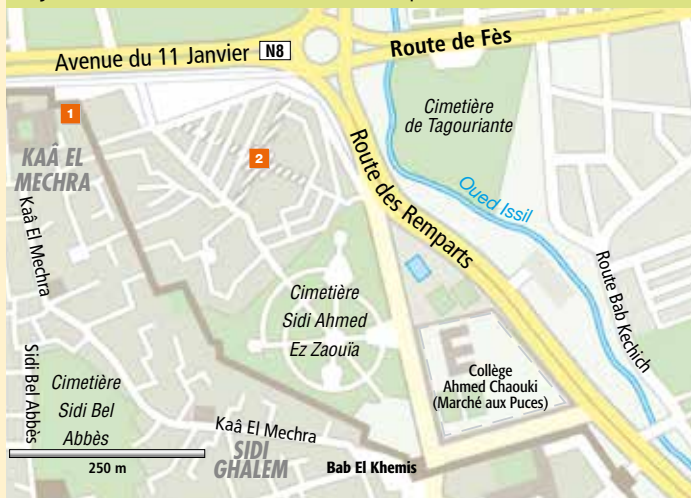 Avenue du 11 Janvier N8
Route de Fès
1
2
Cimetière
de Tagouriante
KAÂ EL
MECHRA
Kaâ El Mechra
Route des Remparts
Oued Issil
Route Bab Kechich
Cimetière
Sidi Ahmed
Ez Zaouïa
Sidi Bel Abbès
Cimetière
Sidi Bel
Abbès
Collège
Ahmed Chaouki
(Marché aux Puces)
Kaâ El Mechra
SIDI
GHALEM
Bab El Khemis
250 m